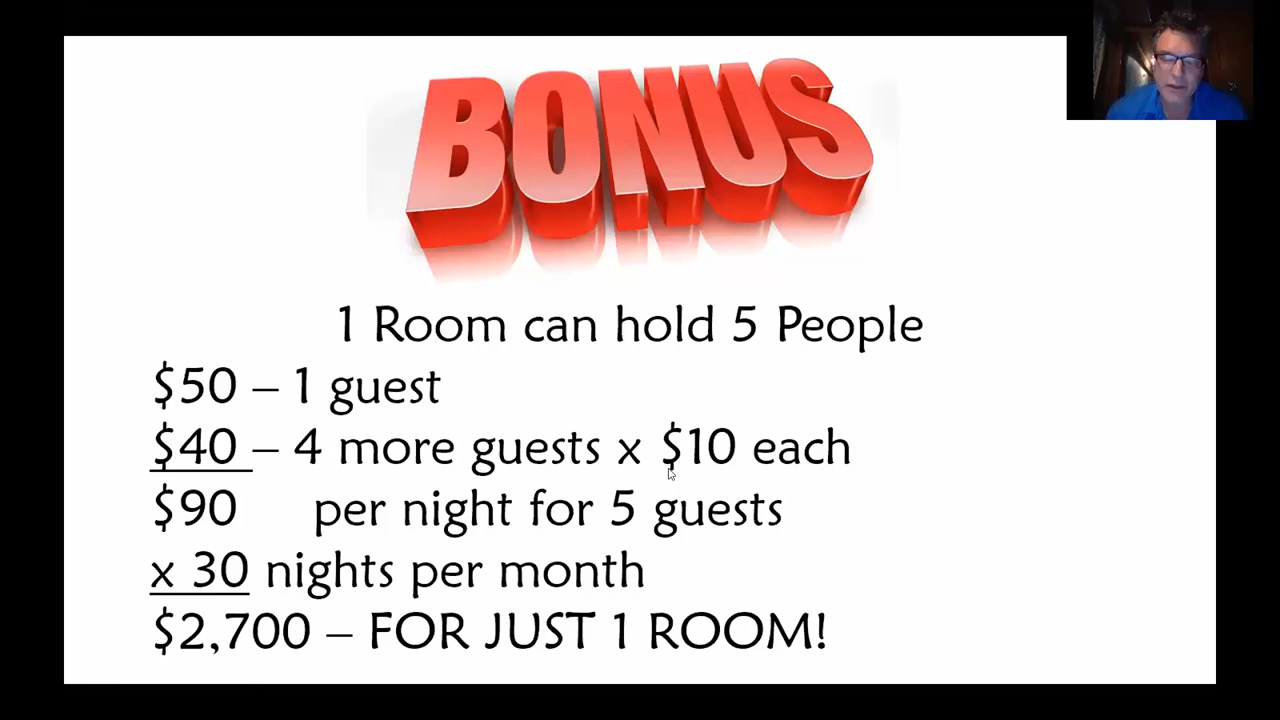 BONUS
1 Room can hold 5 People
$50 – 1 guest
$40 – 4 more guests x $10 each
$90 per night for 5 guests
x 30 nights per month
$2,700 – FOR JUST 1 ROOM!